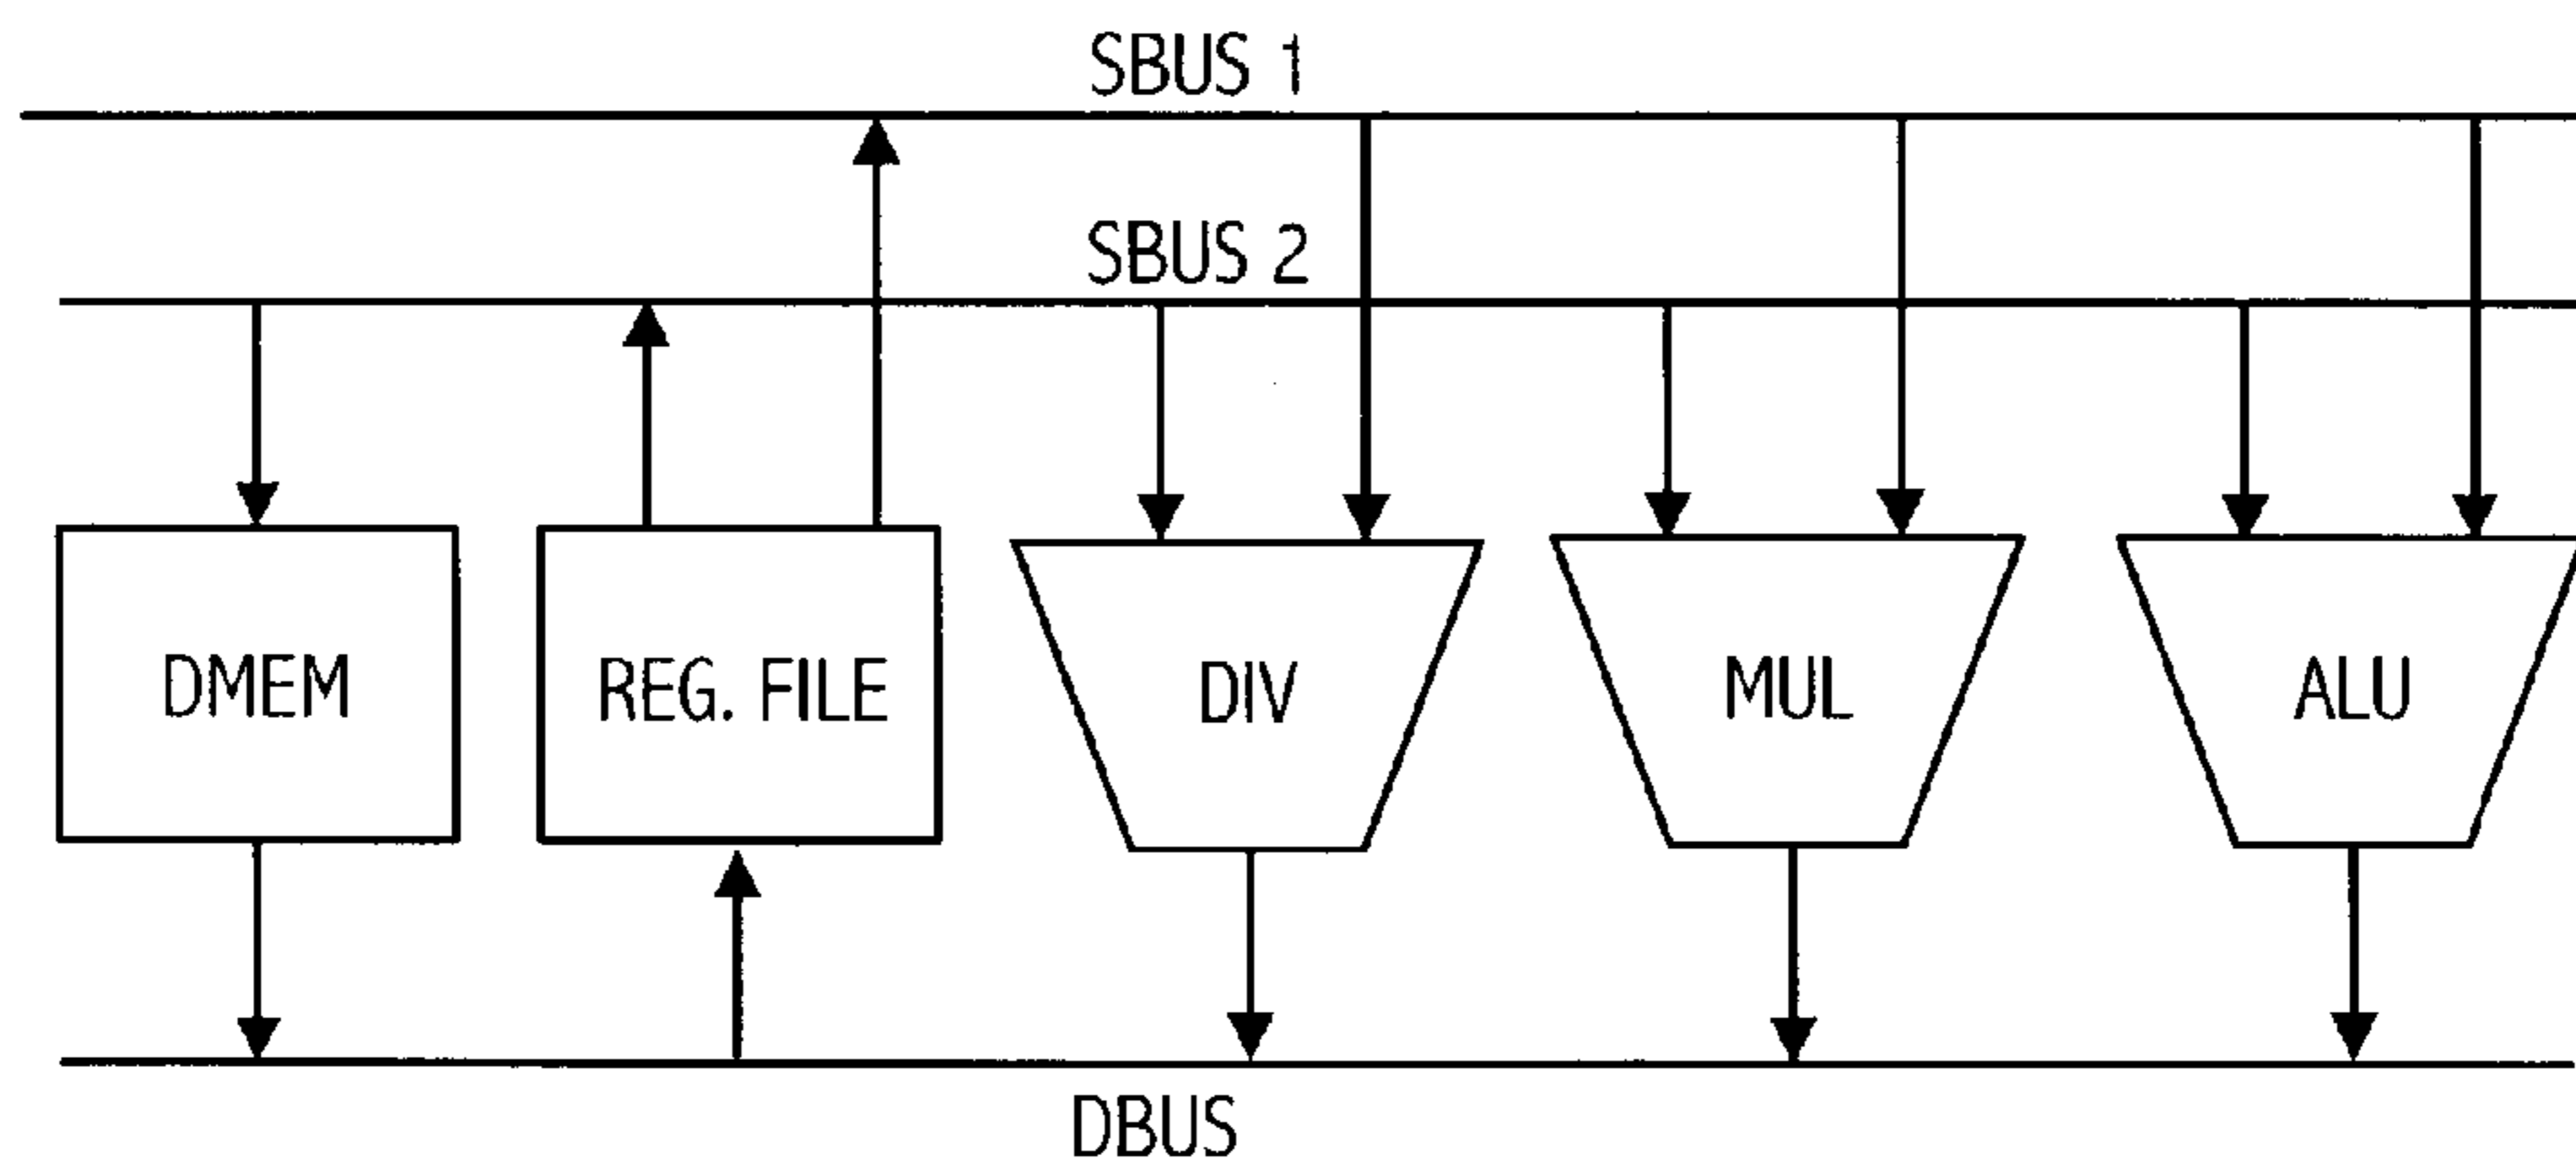 SBUS 1
SBUS 2
DMEM
REG. FILE
DIV
MUL
ALU
DBUS